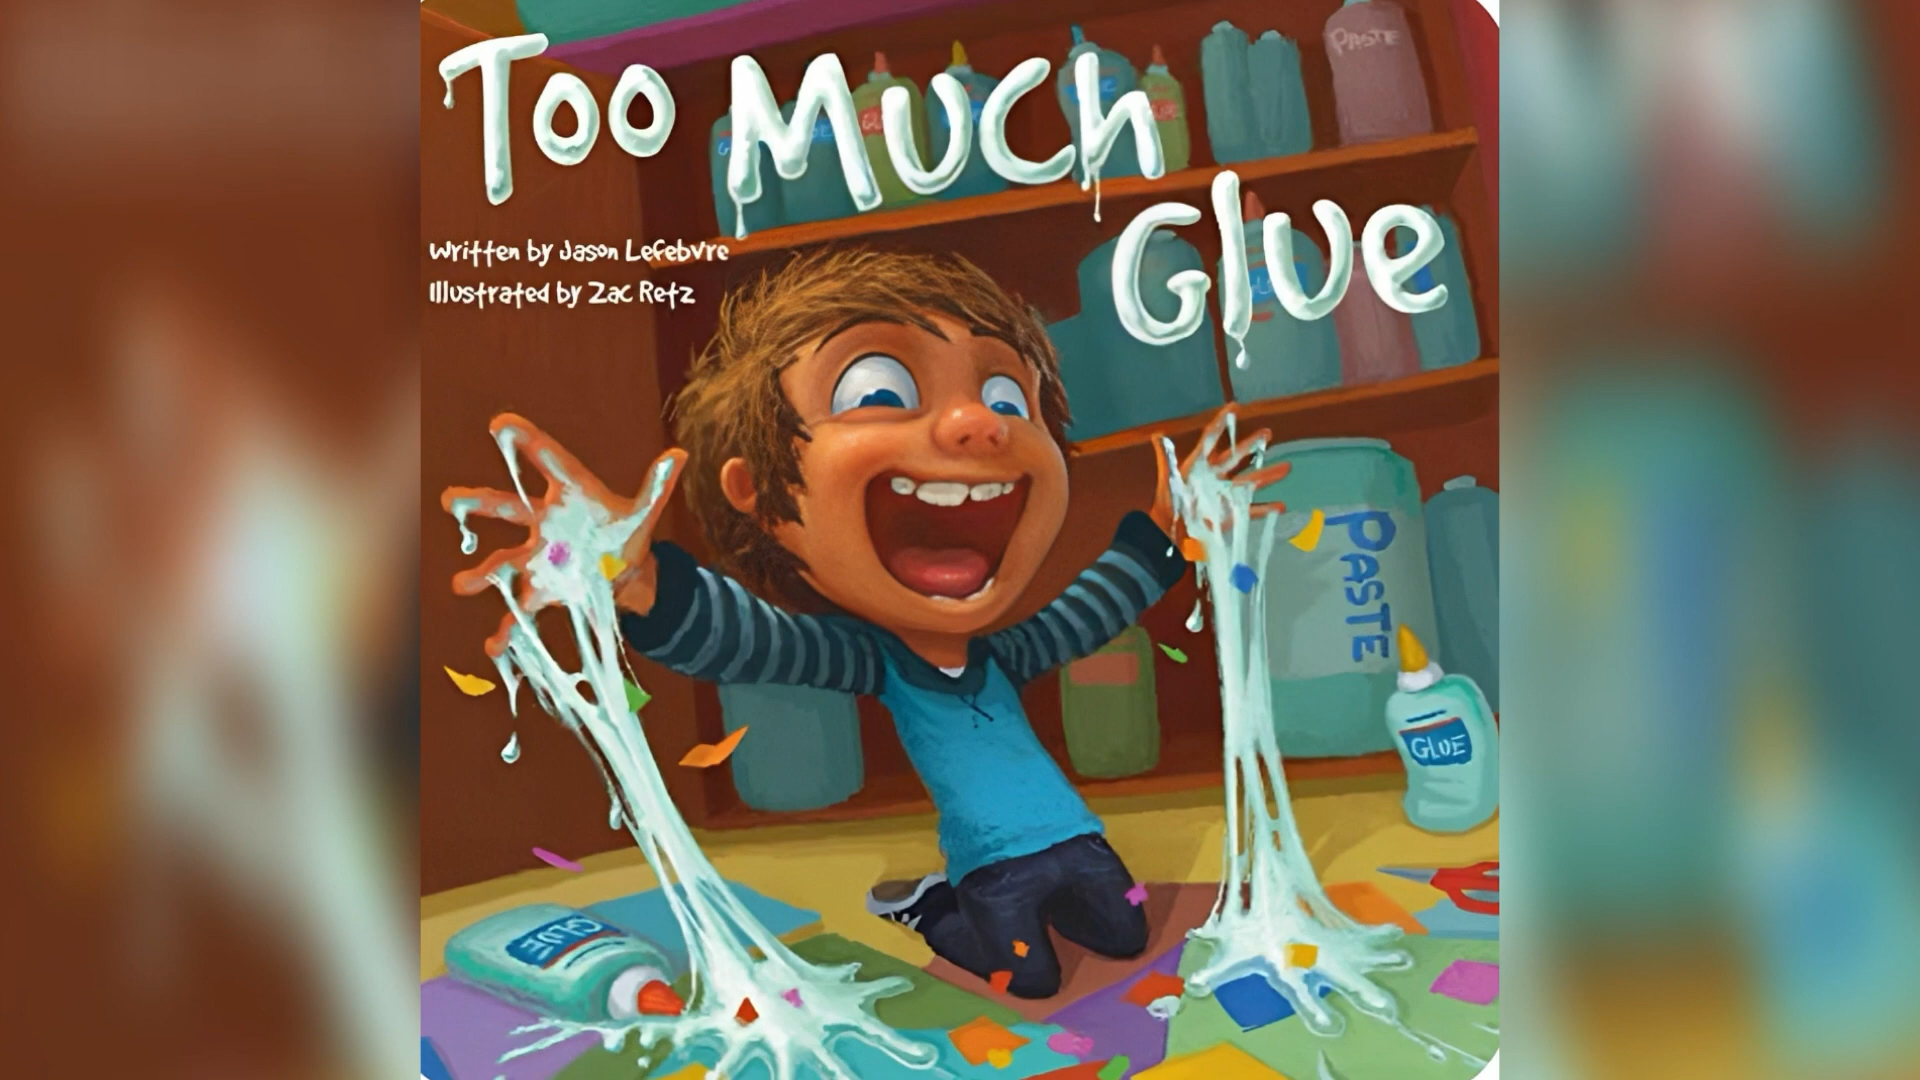 Too Much
Glue
Written by Jason Lefebvre
Illustrated by Zac Retz
PASTE
PASTE
GLUE
GLUE